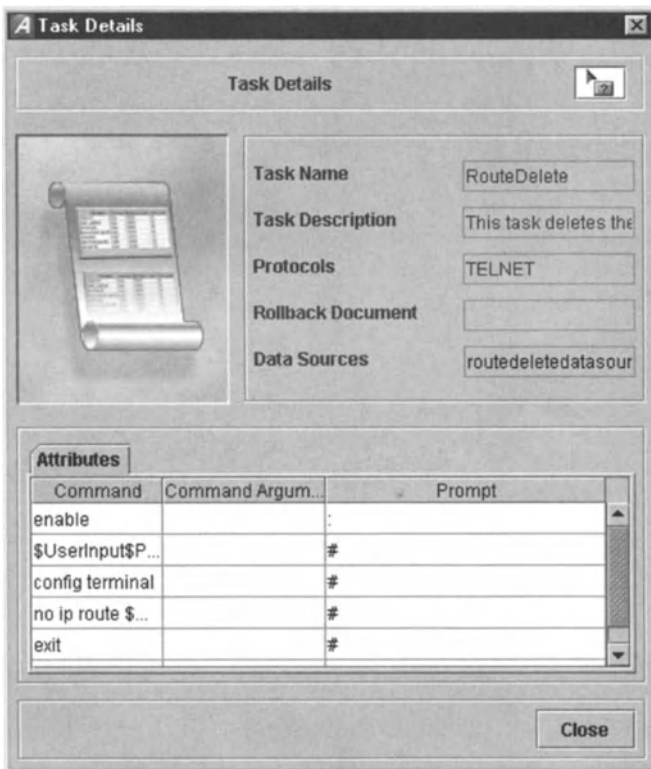 Task Details
Task Details
Task Name RouteDelete
Task Description This task deletes the
Protocols TELNET
Rollback Document
Data Sources routedeletedatasour
Attributes
Command Command Argum... Prompt
enable :
$UserInput$P... #
config terminal #
no ip route $... #
exit #
Close